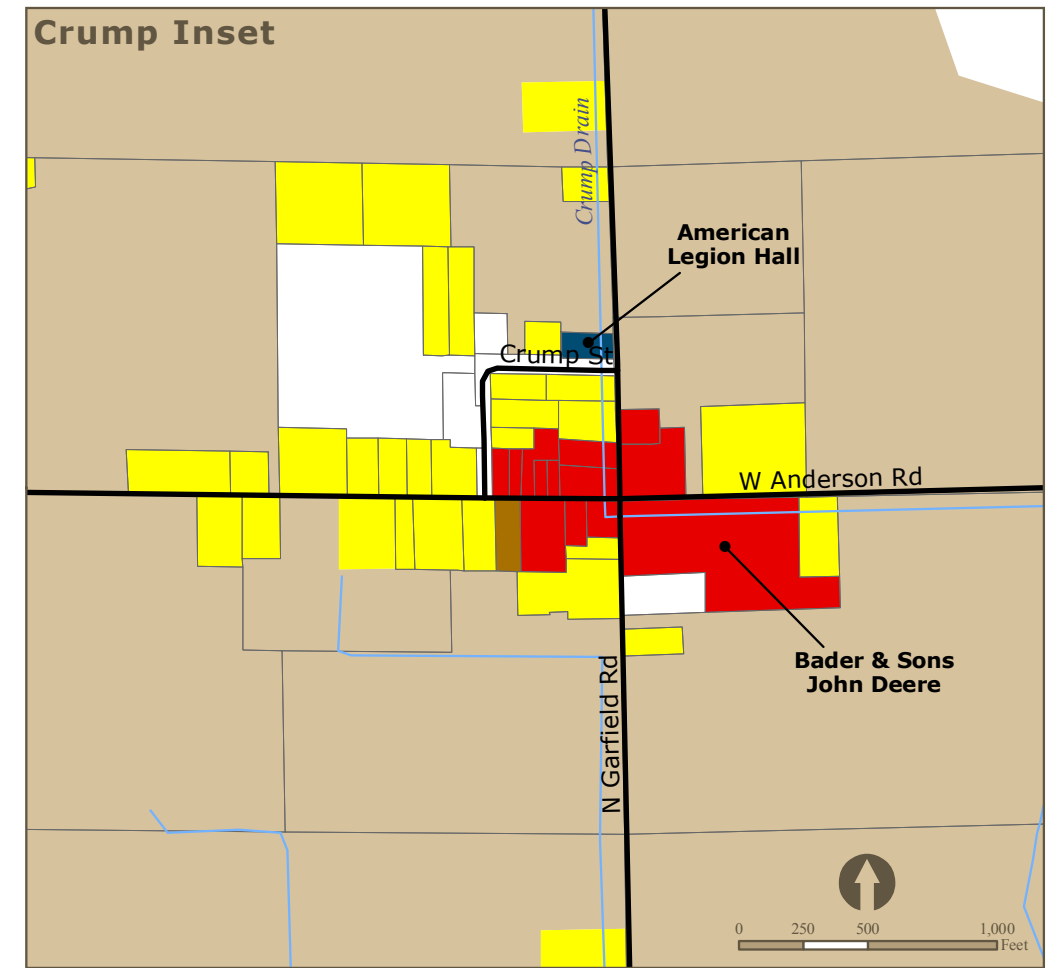 Crump Inset
Crump Drain
American
Legion Hall
Crump St
W Anderson Rd
Bader & Sons
John Deere
N Garfield Rd
0 250 500 1,000
Feet